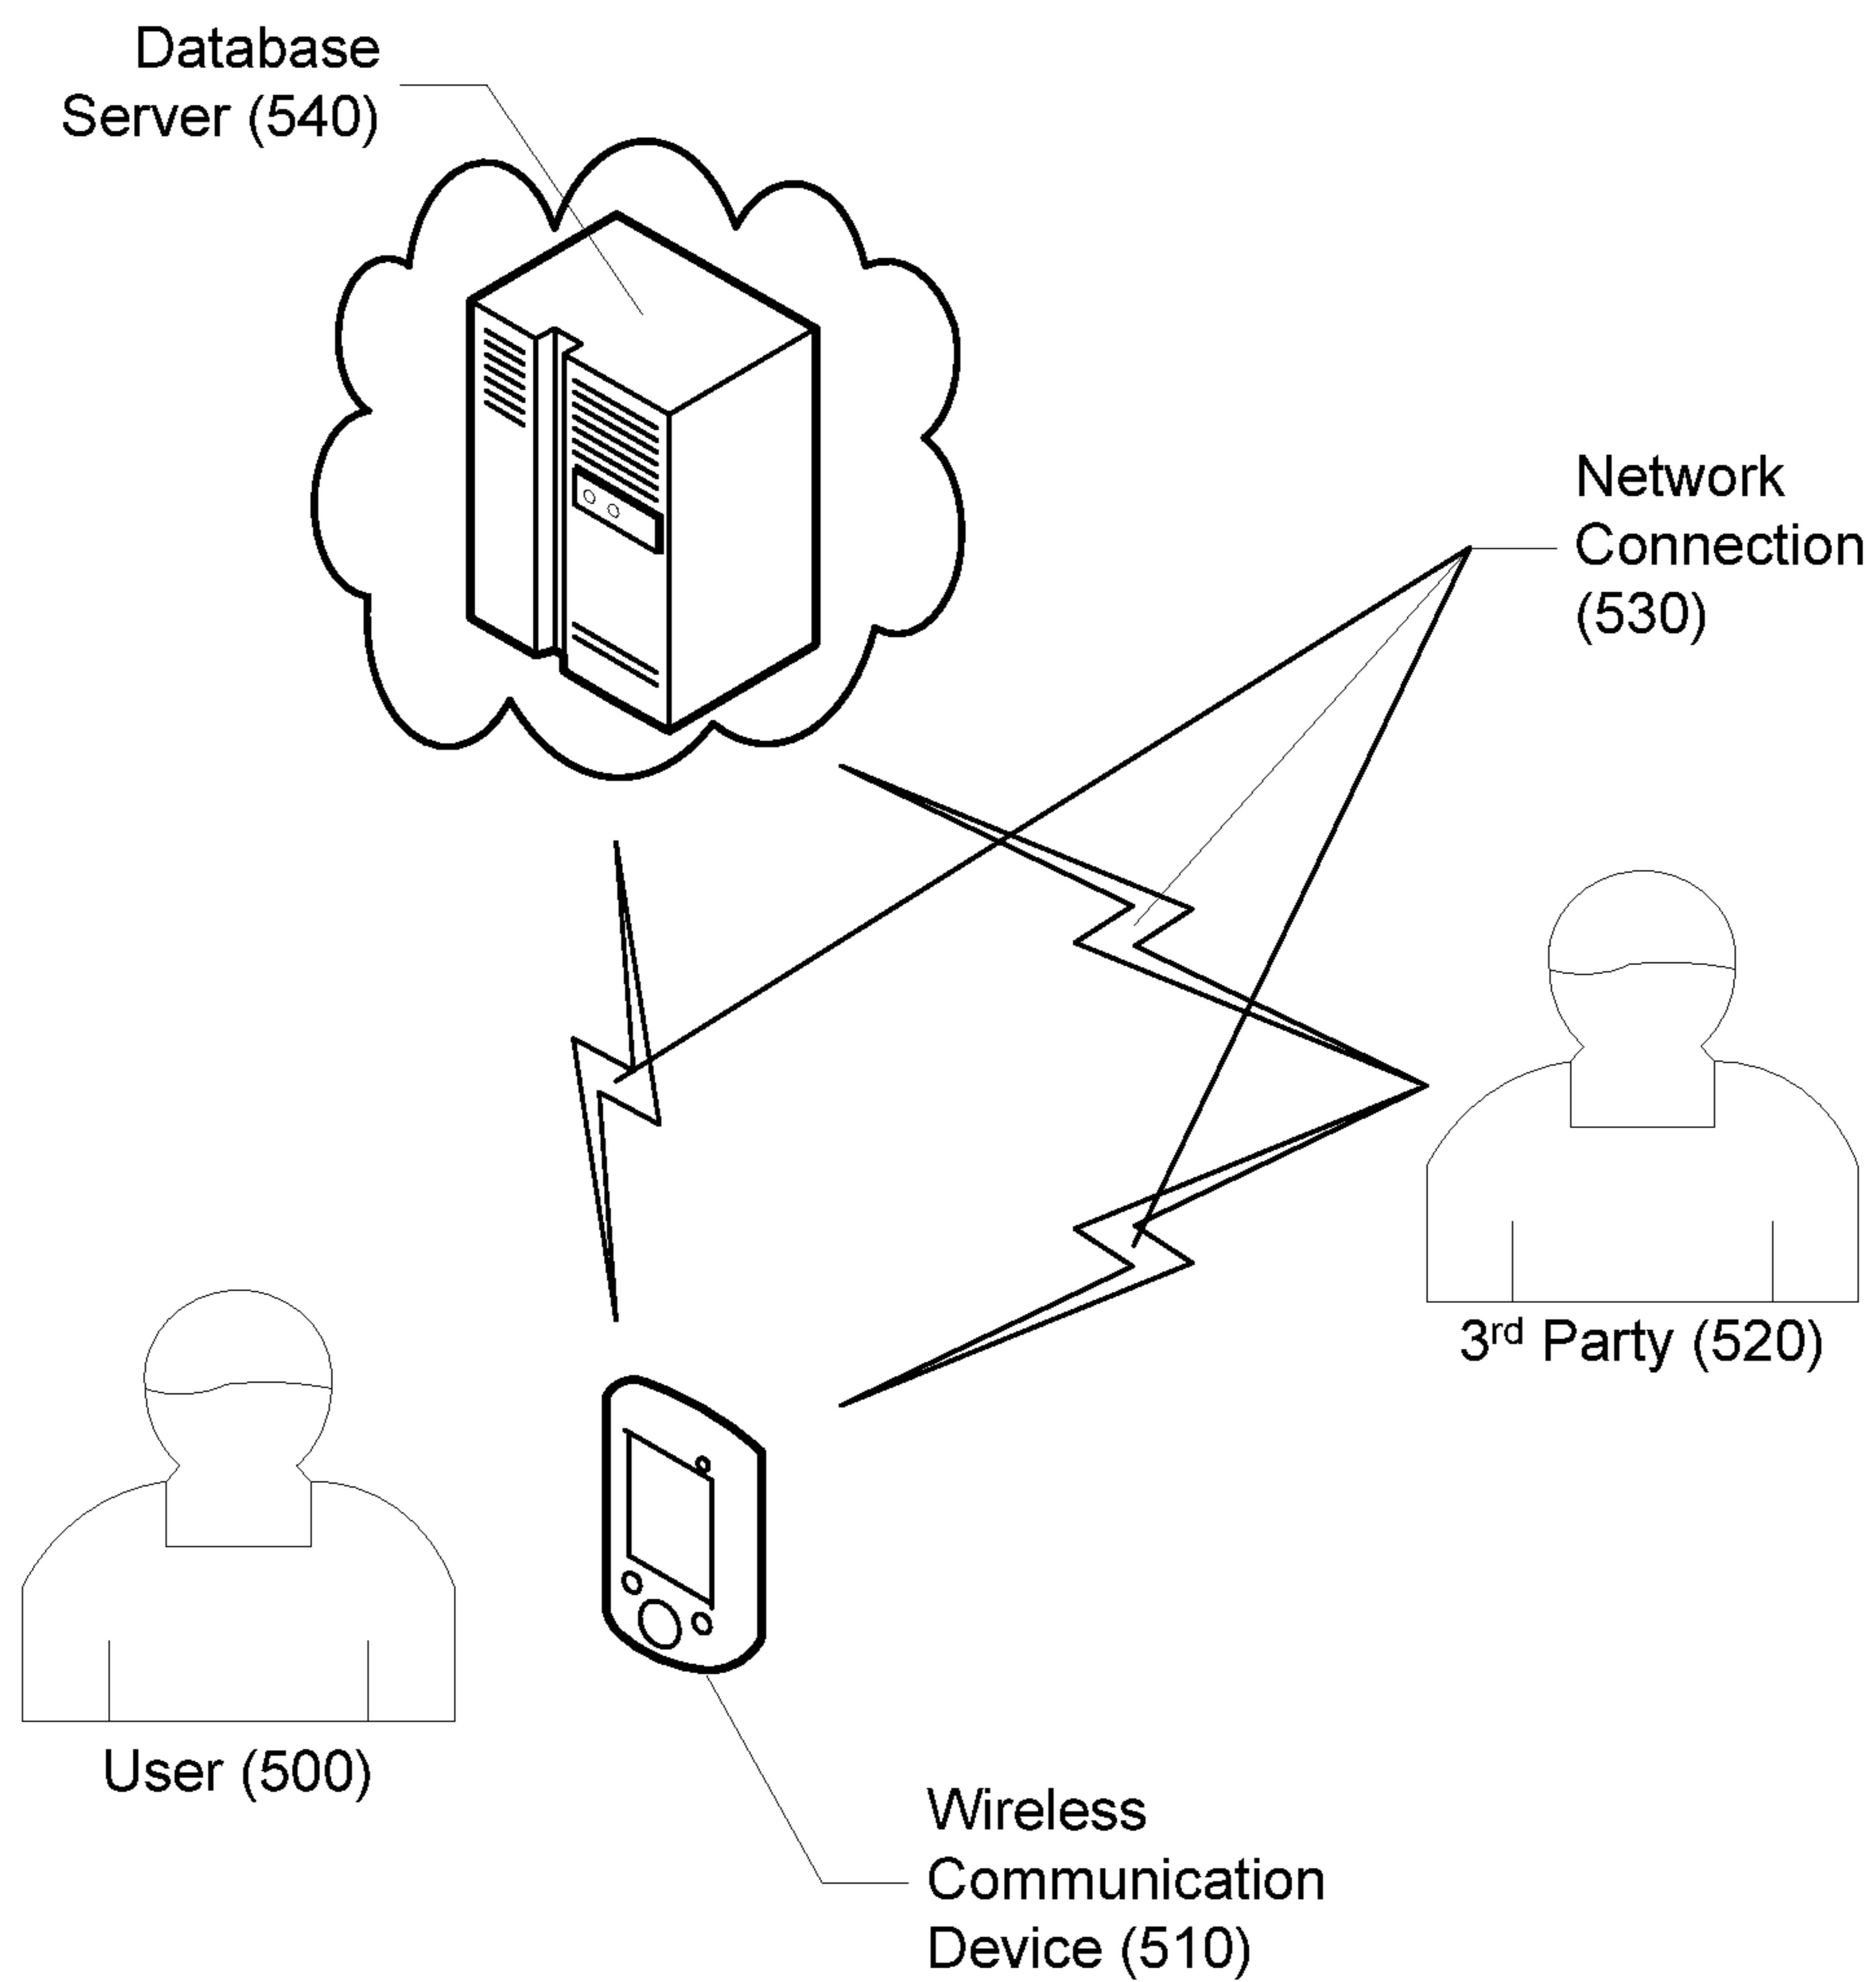 Database
Server (540)
Network
Connection
(530)
3rd Party (520)
User (500)
Wireless
Communication
Device (510)